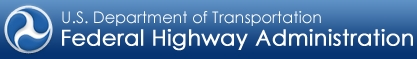 U.S. Department of Transportation
Federal Highway Administration